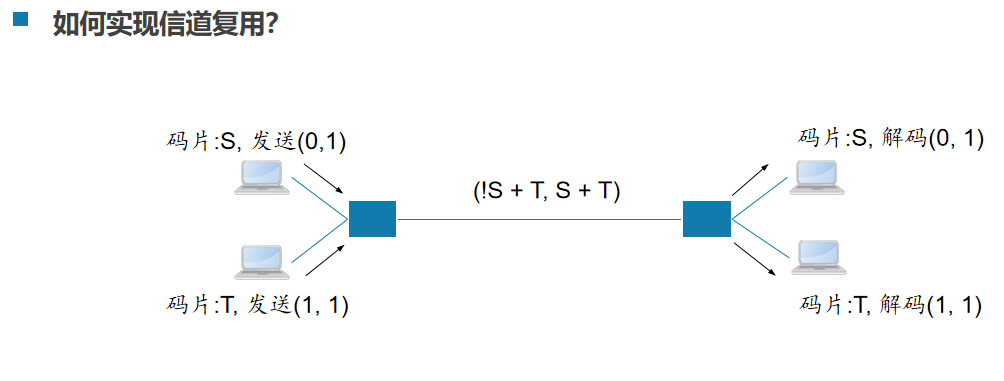 如何实现信道复用?
码片:S, 发送(0,1)
码片:S, 解码(0, 1)
(!S + T, S + T)
码片:T, 发送(1, 1)
码片:T, 解码(1, 1)